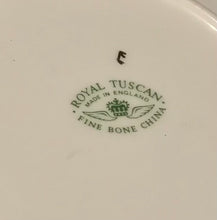 E
ROYAL TUSCAN
MADE IN ENGLAND
FINE BONE CHINA